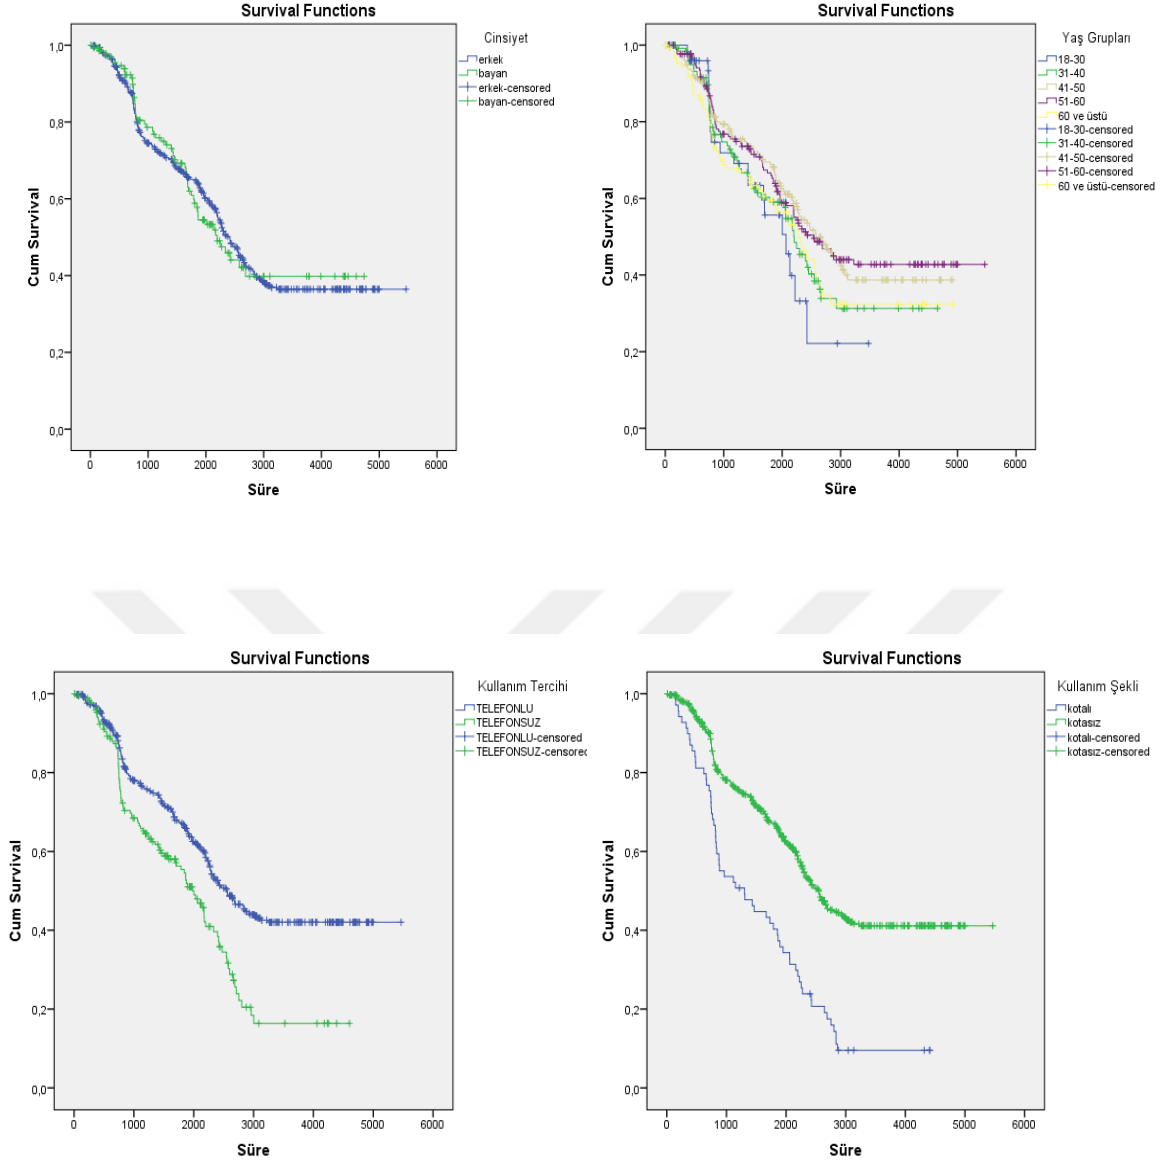 Survival Functions
Cum Survival
1,0
0,8
0,6
0,4
0,2
0,0
0 1000 2000 3000 4000 5000 6000
Süre
Cinsiyet
erkek
bayan
erkek-censored
bayan-censored
Survival Functions
Cum Survival
1,0
0,8
0,6
0,4
0,2
0,0
0 1000 2000 3000 4000 5000 6000
Süre
Yaş Grupları
18-30
31-40
41-50
51-60
60 ve üstü
18-30-censored
31-40-censored
41-50-censored
51-60-censored
60 ve üstü-censored
Survival Functions
Cum Survival
1,0
0,8
0,6
0,4
0,2
0,0
0 1000 2000 3000 4000 5000 6000
Süre
Kullanım Tercihi
TELEFONLU
TELEFONSUZ
TELEFONLU-censored
TELEFONSUZ-censored
Survival Functions
Cum Survival
1,0
0,8
0,6
0,4
0,2
0,0
0 1000 2000 3000 4000 5000 6000
Süre
Kullanım Şekli
kotalı
kotasız
kotalı-censored
kotasız-censored